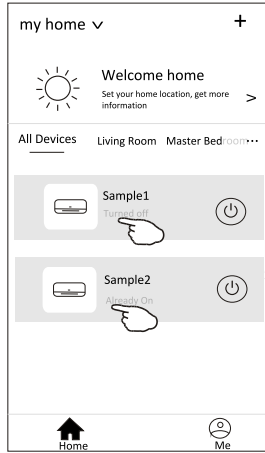 my home
+
Welcome home
Set your home location, get more
information
>
All Devices Living Room Master Bedroom...
Sample1
Turned off
Sample2
Already On
Home
Me